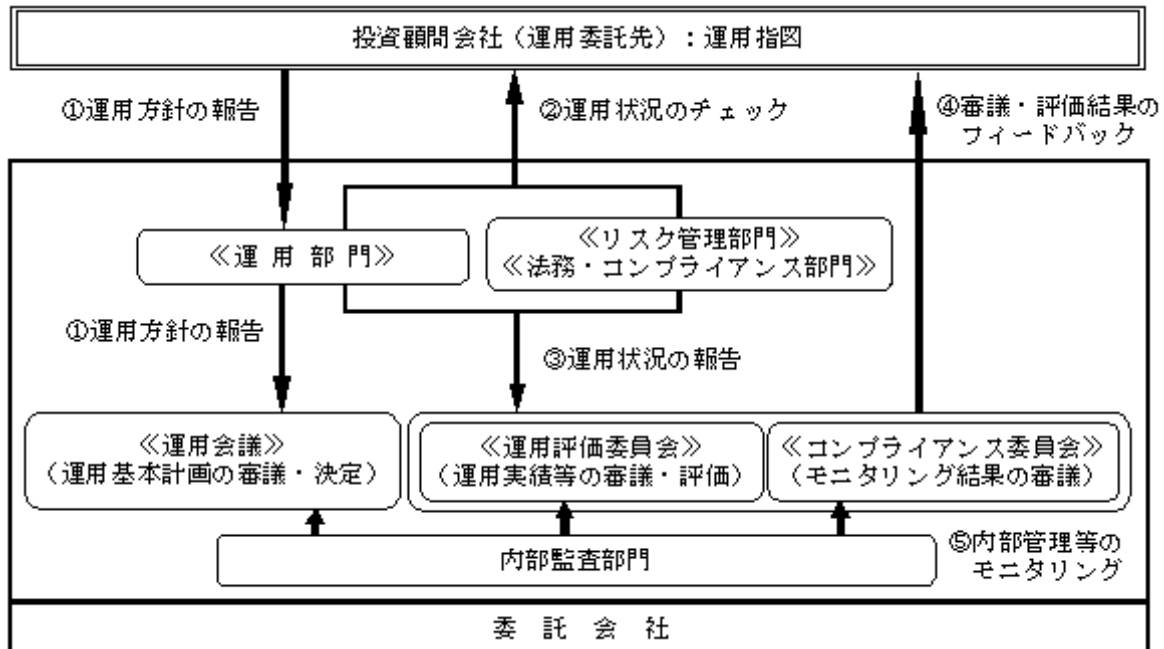 投資顧問会社（運用委託先）：運用指図
①運用方針の報告
②運用状況のチェック
④審議・評価結果の
フィードバック
≪運 用 部 門≫
≪リスク管理部門≫
≪法務・コンプライアンス部門≫
①運用方針の報告
③運用状況の報告
≪運用会議≫
（運用基本計画の審議・決定）
≪運用評価委員会≫
（運用実績等の審議・評価）
≪コンプライアンス委員会≫
（モニタリング結果の審議）
内部監査部門
⑤内部管理等の
モニタリング
委 託 会 社